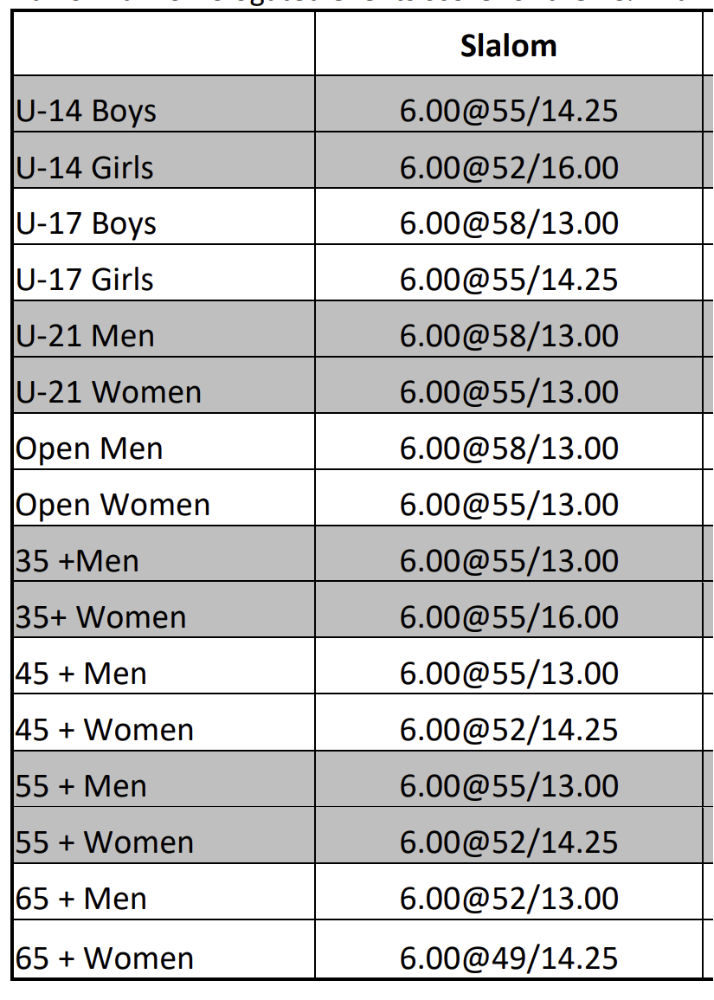 Slalom
U-14 Boys 6.00@55/14.25
U-14 Girls 6.00@52/16.00
U-17 Boys 6.00@58/13.00
U-17 Girls 6.00@55/14.25
U-21 Men 6.00@58/13.00
U-21 Women 6.00@55/13.00
Open Men 6.00@58/13.00
Open Women 6.00@55/13.00
35 +Men 6.00@55/13.00
35+ Women 6.00@55/16.00
45 + Men 6.00@55/13.00
45 + Women 6.00@52/14.25
55 + Men 6.00@55/13.00
55 + Women 6.00@52/14.25
65 + Men 6.00@52/13.00
65 + Women 6.00@49/14.25